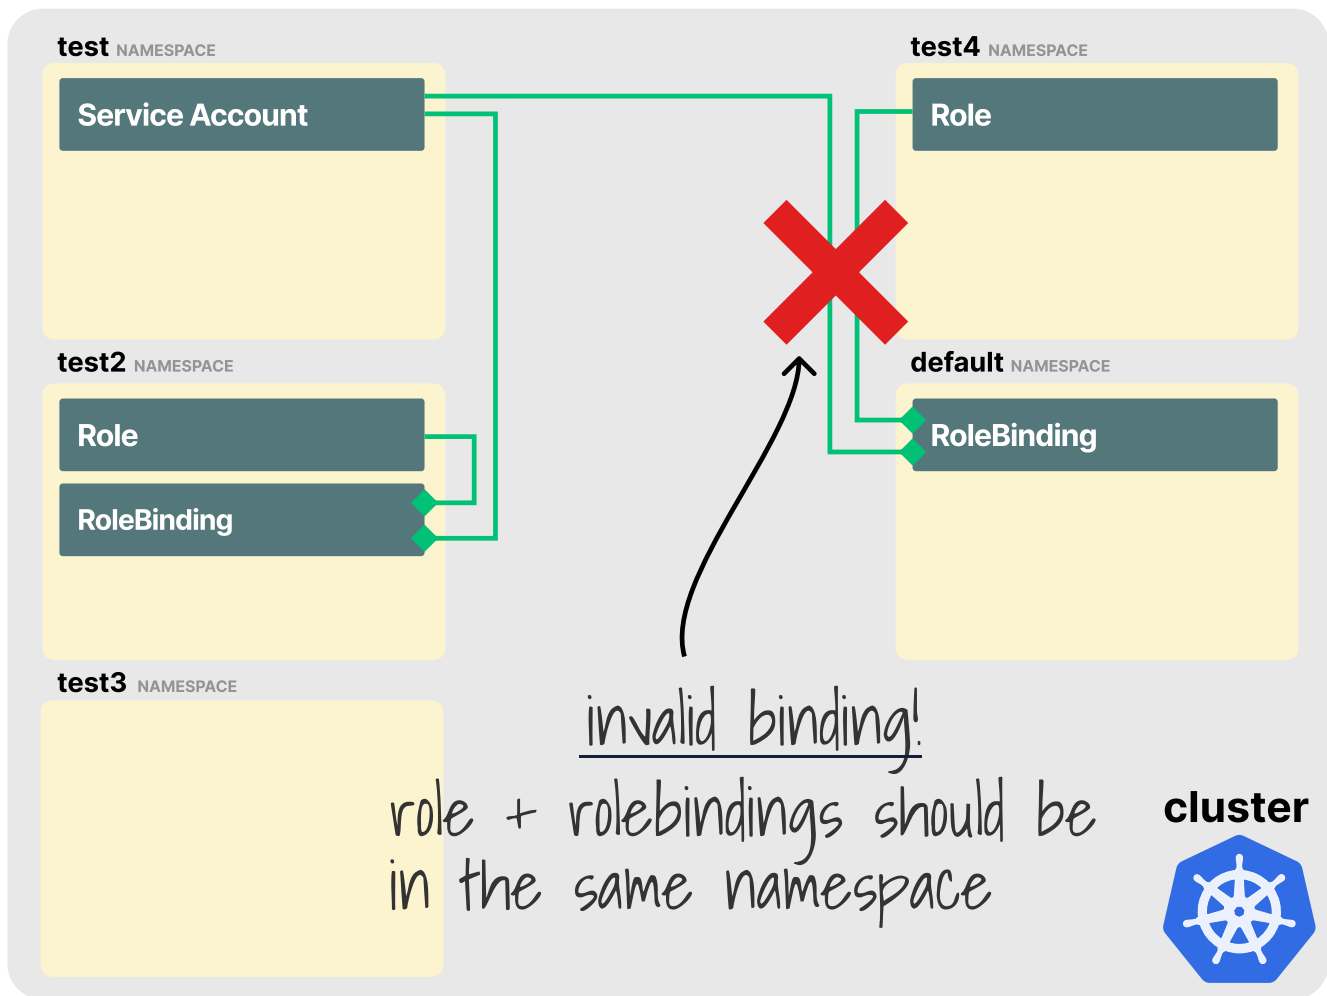 test NAMESPACE
Service Account
test2 NAMESPACE
Role
RoleBinding
test3 NAMESPACE
test4 NAMESPACE
Role
default NAMESPACE
RoleBinding
invalid binding!
role + rolebindings should be
in the same namespace
cluster